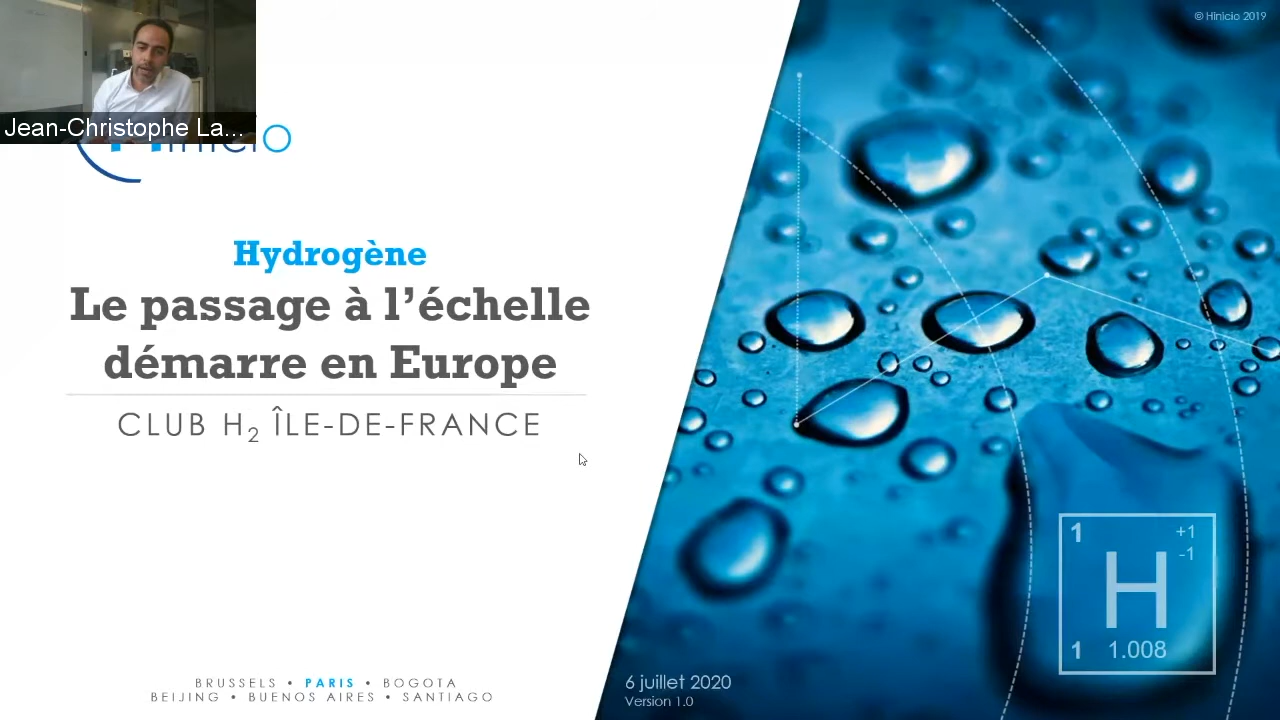 © Hinicio 2019
Jean-Christophe La...
Hinicio
Hydrogène
Le passage à l'échelle
démarre en Europe
CLUB H₂ ÎLE-DE-FRANCE
1
+1
-1
H
1 1.008
BRUSSELS • PARIS • BOGOTA
BEIJING • BUENOS AIRES • SANTIAGO
6 juillet 2020
Version 1.0